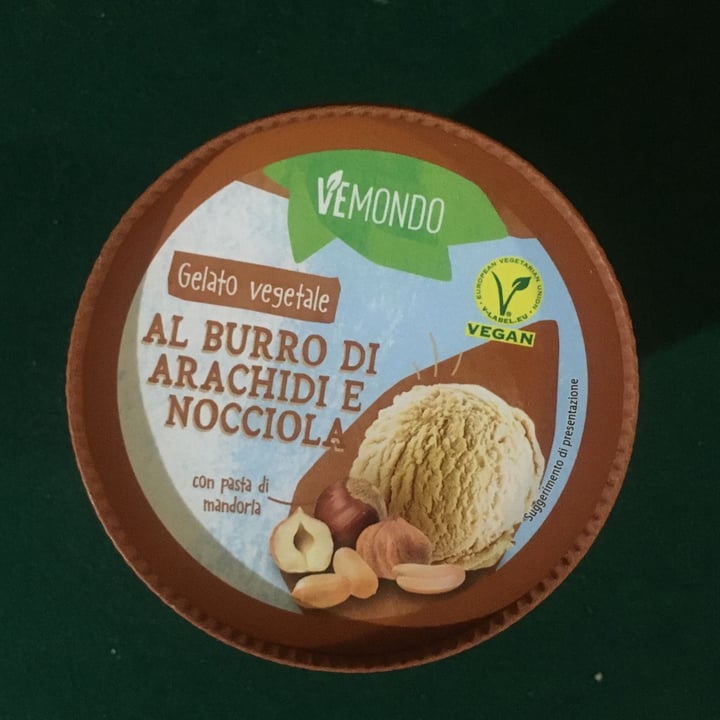 VEMONDO
Gelato vegetale
AL BURRO DI
ARACHIDI E
NOCCIOLA
con pasta di
mandorla
EUROPEAN VEGETARIAN UNION
V-LABEL.EU
VEGAN
Suggerimento di presentazione